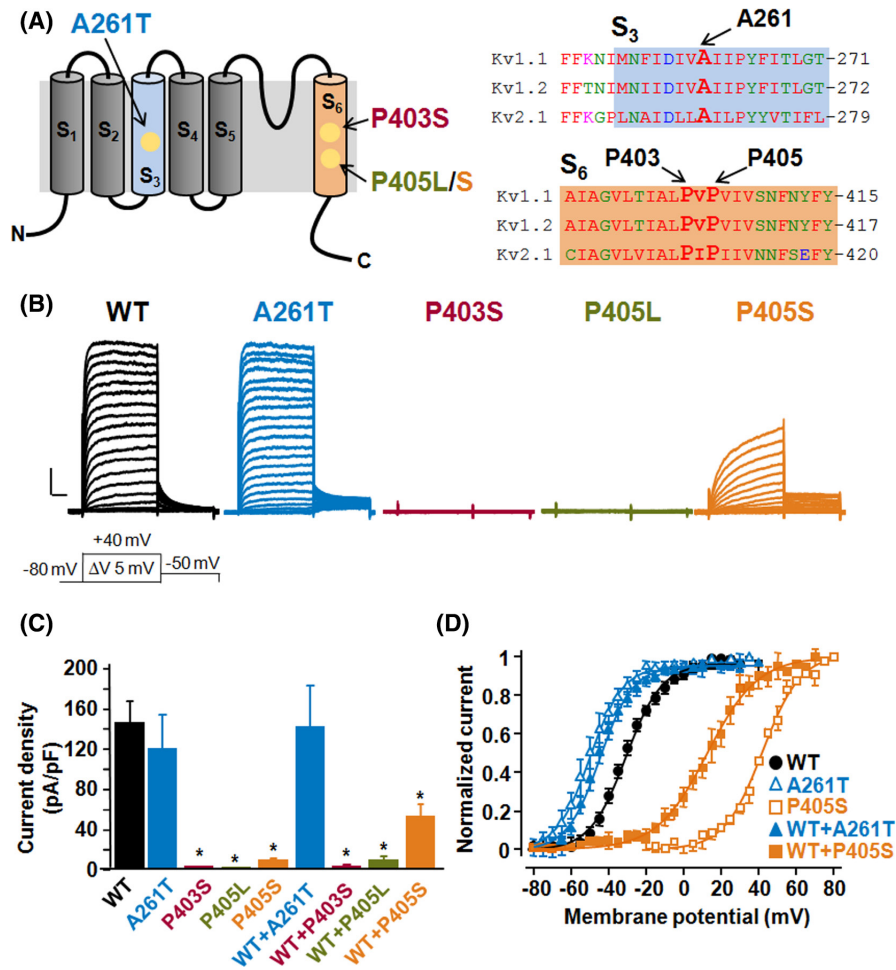 (A)
A261T
S1
S2
S3
S4
S5
S6
P403S
P405L/S
N
C
S3
A261
Kv1.1 FFKNIMNFIDIVAIIPYFITLGT-271
Kv1.2 FFTNIMNIIDIVAIIPYFITLGT-272
Kv2.1 FFKGPLNAIDLLAILPYYVTIFL-279
S6
P403
P405
Kv1.1 AIAGVLTIALPVPVIVSNFNYFY-415
Kv1.2 AIAGVLTIALPVPVIVSNFNYFY-417
Kv2.1 CIAGVLVIALPIPIIVNNFSEFY-420
(B)
WT
A261T
P403S
P405L
P405S
+40 mV
-80 mV
ΔV 5 mV
-50 mV
(C)
Current density
(pA/pF)
200
160
120
80
40
0
* * * * * *
WT
A261T
P403S
P405L
P405S
WT+A261T
WT+P403S
WT+P405L
WT+P405S
(D)
Normalized current
1
0.8
0.6
0.4
0.2
0
-80 -60 -40 -20 0 20 40 60 80
Membrane potential (mV)
WT
A261T
P405S
WT+A261T
WT+P405S